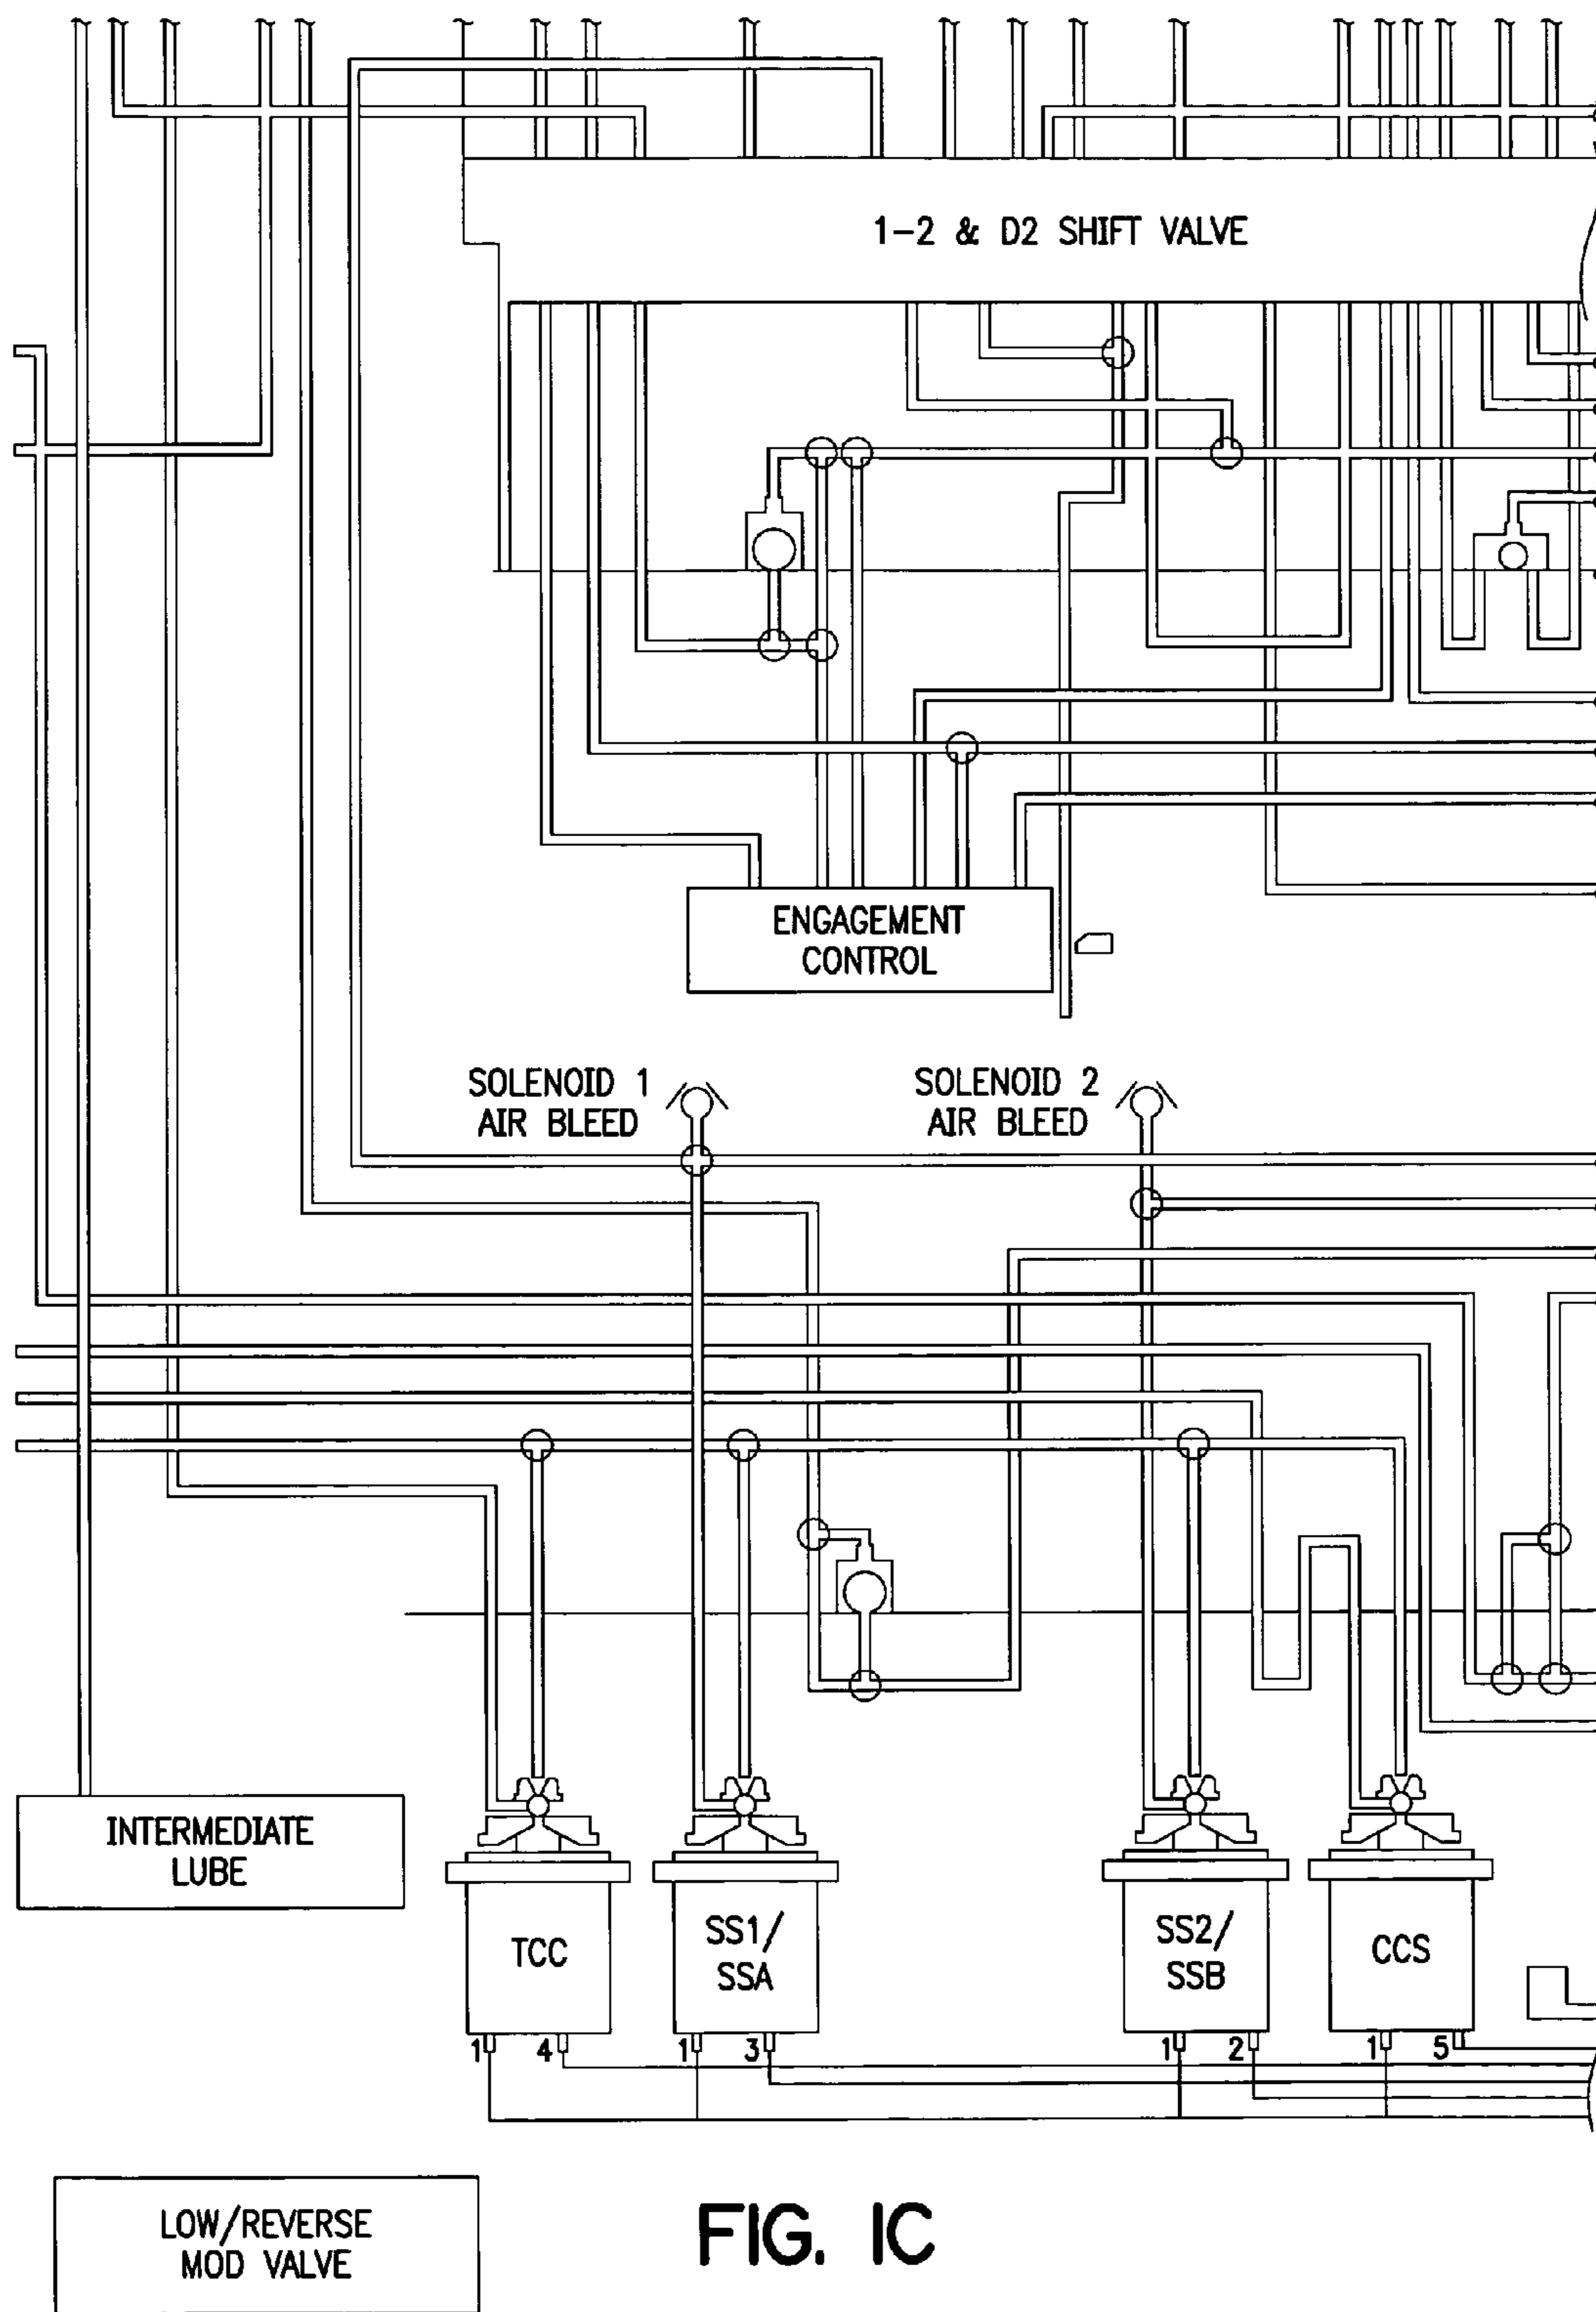 1-2 & D2 SHIFT VALVE
ENGAGEMENT
CONTROL
SOLENOID 1
AIR BLEED
SOLENOID 2
AIR BLEED
INTERMEDIATE
LUBE
TCC
SS1/
SSA
SS2/
SSB
CCS
1 4 1 3 1 2 1 5
LOW/REVERSE
MOD VALVE
FIG. 1C